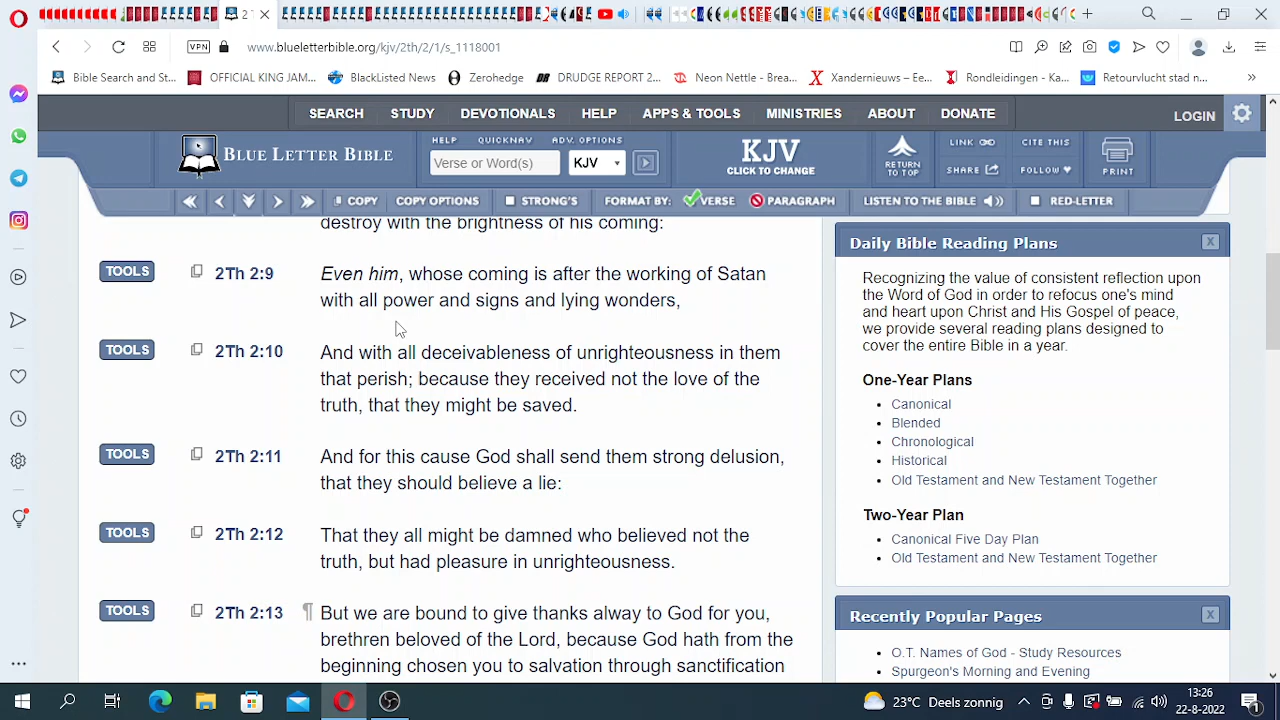 2 T
www.blueletterbible.org/kjv/2th/2/1/s_1118001
VPN
Bible Search and St...
OFFICIAL KING JAM...
BlackListed News
Zerohedge
DRUDGE REPORT 2...
Neon Nettle - Brea...
Xandernieuws – Ee...
Rondleidingen - Ka...
Retourvlucht stad n...
SEARCH STUDY DEVOTIONALS HELP APPS & TOOLS MINISTRIES ABOUT DONATE
LOGIN
BLUE LETTER BIBLE
HELP QUICKNAV ADV. OPTIONS
Verse or Word(s)
KJV
KJV
CLICK TO CHANGE
RETURN
TO TOP
LINK
CITE THIS
SHARE
FOLLOW
PRINT
COPY COPY OPTIONS STRONG'S FORMAT BY: VERSE PARAGRAPH LISTEN TO THE BIBLE RED-LETTER
destroy with the brightness of his coming:
TOOLS 2Th 2:9 Even him, whose coming is after the working of Satan
with all power and signs and lying wonders,
TOOLS 2Th 2:10 And with all deceivableness of unrighteousness in them
that perish; because they received not the love of the
truth, that they might be saved.
TOOLS 2Th 2:11 And for this cause God shall send them strong delusion,
that they should believe a lie:
TOOLS 2Th 2:12 That they all might be damned who believed not the
truth, but had pleasure in unrighteousness.
TOOLS 2Th 2:13 ¶ But we are bound to give thanks alway to God for you,
brethren beloved of the Lord, because God hath from the
beginning chosen you to salvation through sanctification
Daily Bible Reading Plans
Recognizing the value of consistent reflection upon
the Word of God in order to refocus one's mind
and heart upon Christ and His Gospel of peace,
we provide several reading plans designed to
cover the entire Bible in a year.
One-Year Plans
Canonical
Blended
Chronological
Historical
Old Testament and New Testament Together
Two-Year Plan
Canonical Five Day Plan
Old Testament and New Testament Together
Recently Popular Pages
O.T. Names of God - Study Resources
Spurgeon's Morning and Evening
23°C Deels zonnig
13:26
22-8-2022
1